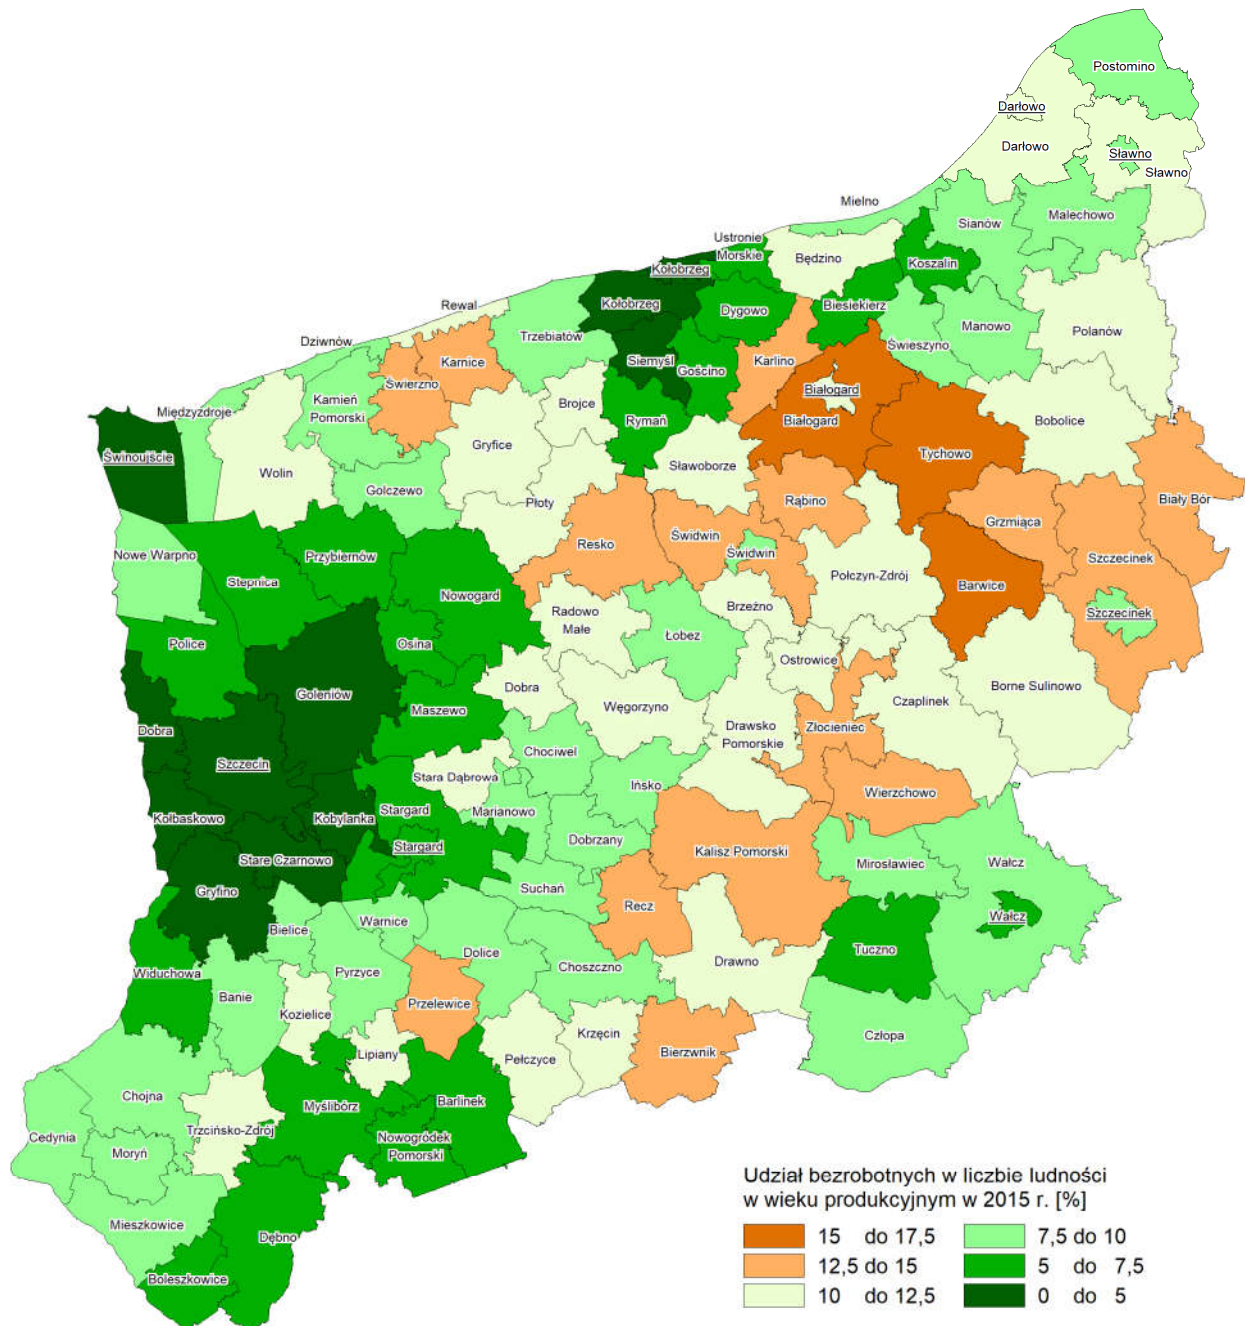 Postomino
Darłowo
Darłowo
Sławno
Sławno
Mielno
Sianów
Malechowo
Ustronie
Morskie
Będzino
Koszalin
Kołobrzeg
Kołobrzeg
Rewal
Dygowo
Biesiekierz
Manowo
Polanów
Dziwnów
Trzebiatów
Świeszyno
Karnice
Siemyśl
Gościno
Karlino
Świerzno
Kamień
Pomorski
Międzyzdroje
Brojce
Rymań
Białogard
Białogard
Bobolice
Świnoujście
Wolin
Gryfice
Tychowo
Sławoborze
Golczewo
Płoty
Rąbino
Biały Bór
Grzmiąca
Resko
Świdwin
Świdwin
Szczecinek
Nowe Warpno
Przybiernów
Stepnica
Nowogard
Połczyn-Zdrój
Barwice
Radowo
Małe
Brzeżno
Szczecinek
Police
Osina
Łobez
Ostrowice
Goleniów
Dobra
Borne Sulinowo
Czaplinek
Maszewo
Węgorzyno
Dobra
Drawsko
Pomorskie
Złocieniec
Szczecin
Chociwel
Stara Dąbrowa
Ińsko
Wierzchowo
Kołbaskowo
Kobylanka
Stargard
Marianowo
Stargard
Dobrzany
Kalisz Pomorski
Stare Czarnowo
Mirosławiec
Wałcz
Gryfino
Suchań
Recz
Wałcz
Bielice
Warnice
Tuczno
Widuchowa
Pyrzyce
Dolice
Choszczno
Drawno
Banie
Kozielice
Przelewice
Człopa
Lipiany
Pełczyce
Krzęcin
Bierzwnik
Chojna
Myślibórz
Barlinek
Cedynia
Trzcińsko-Zdrój
Moryń
Nowogródek
Pomorski
Mieszkowice
Dębno
Boleszkowice
Udział bezrobotnych w liczbie ludności
w wieku produkcyjnym w 2015 r. [%]
15 do 17,5
7,5 do 10
12,5 do 15
5 do 7,5
10 do 12,5
0 do 5